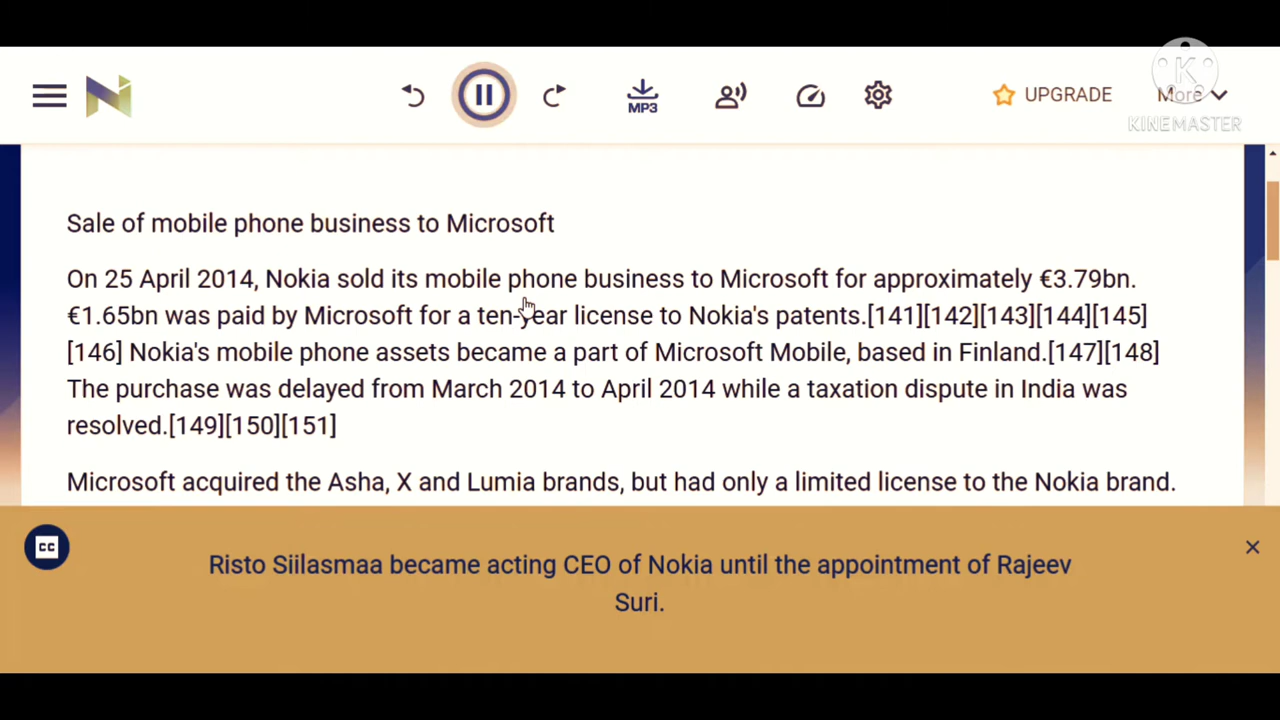 MP3
UPGRADE
More
K
KINEMASTER
Sale of mobile phone business to Microsoft
On 25 April 2014, Nokia sold its mobile phone business to Microsoft for approximately €3.79bn.
€1.65bn was paid by Microsoft for a ten-year license to Nokia's patents.[141][142][143][144][145]
[146] Nokia's mobile phone assets became a part of Microsoft Mobile, based in Finland.[147][148]
The purchase was delayed from March 2014 to April 2014 while a taxation dispute in India was
resolved.[149][150][151]
Microsoft acquired the Asha, X and Lumia brands, but had only a limited license to the Nokia brand.
CC
Risto Siilasmaa became acting CEO of Nokia until the appointment of Rajeev
Suri.